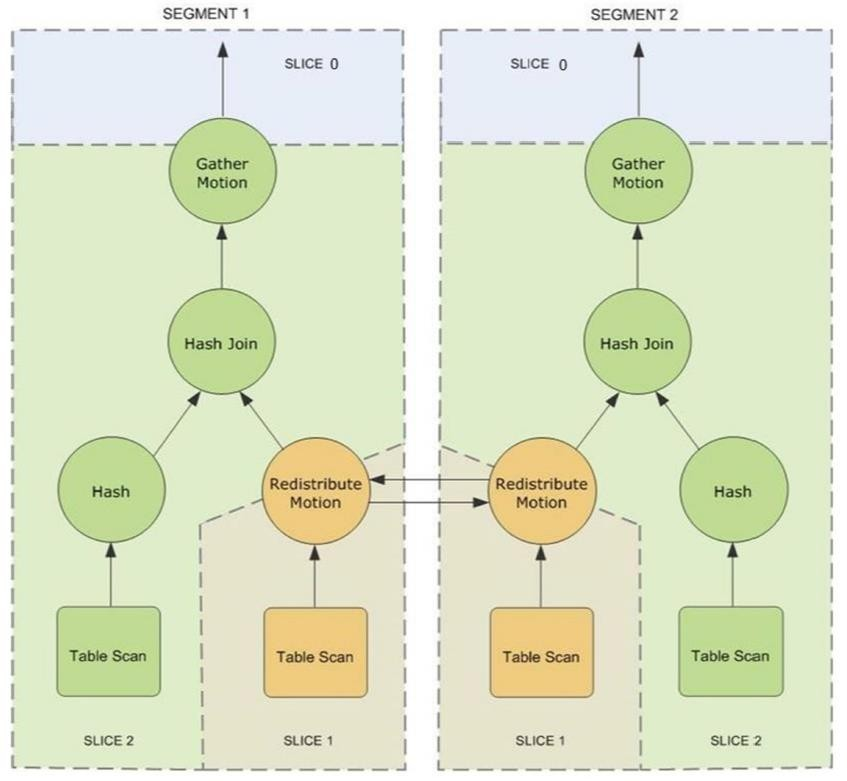 SEGMENT 1
SEGMENT 2
SLICE 0
SLICE 0
Gather
Motion
Gather
Motion
Hash Join
Hash Join
Hash
Redistribute
Motion
Redistribute
Motion
Hash
Table Scan
Table Scan
Table Scan
Table Scan
SLICE 2
SLICE 1
SLICE 1
SLICE 2